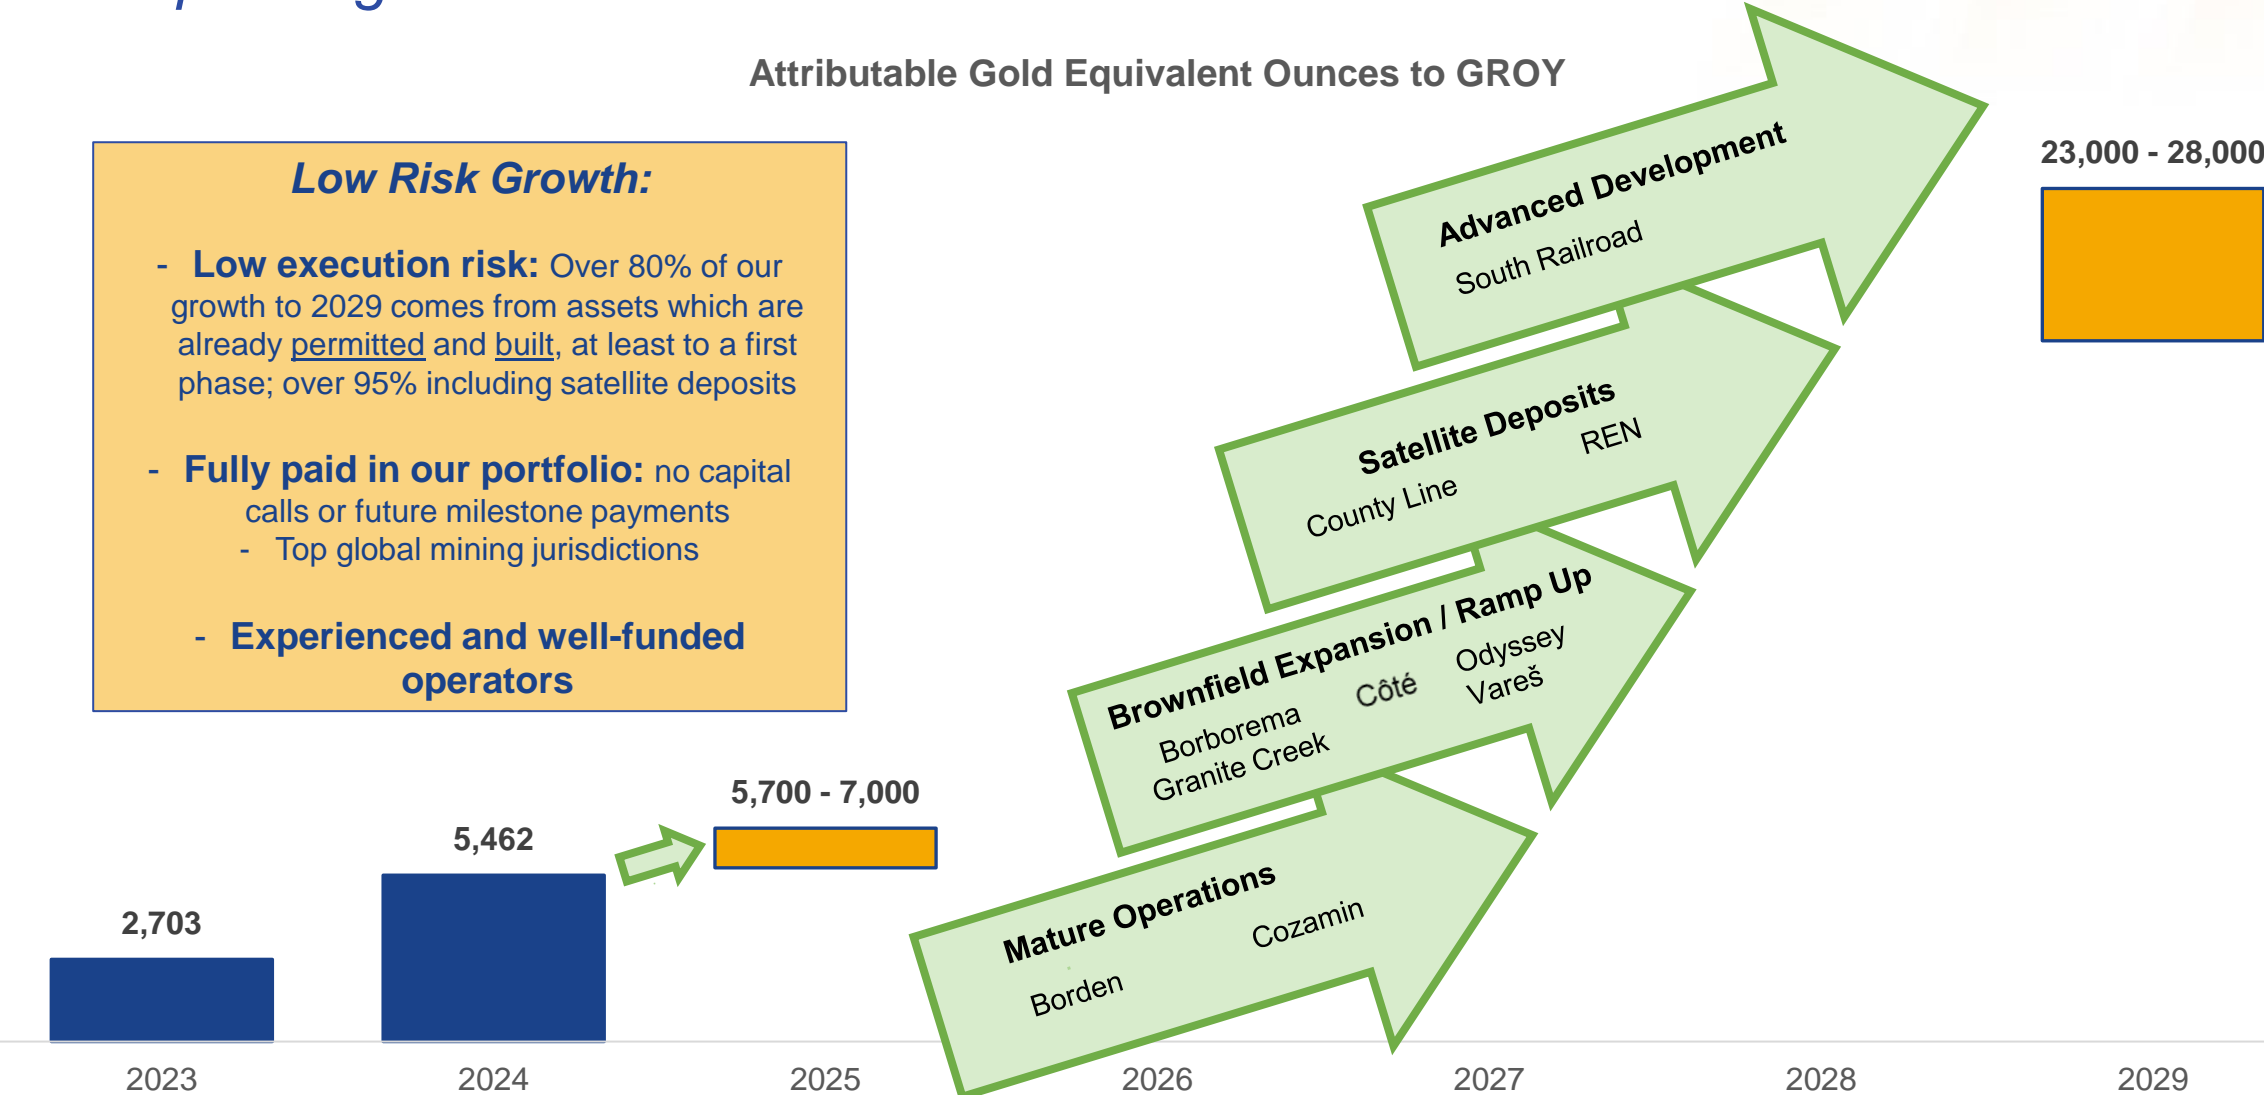 Attributable Gold Equivalent Ounces to GROY
Low Risk Growth:
- Low execution risk: Over 80% of our
growth to 2029 comes from assets which are
already permitted and built, at least to a first
phase; over 95% including satellite deposits
- Fully paid in our portfolio: no capital
calls or future milestone payments
- Top global mining jurisdictions
- Experienced and well-funded
operators
2,703
5,462
5,700 - 7,000
Mature Operations
Borden
Cozamin
Brownfield Expansion / Ramp Up
Borborema
Granite Creek
Côté
Odyssey
Vareš
Satellite Deposits
County Line
REN
Advanced Development
South Railroad
23,000 - 28,000
2023
2024
2025
2026
2027
2028
2029